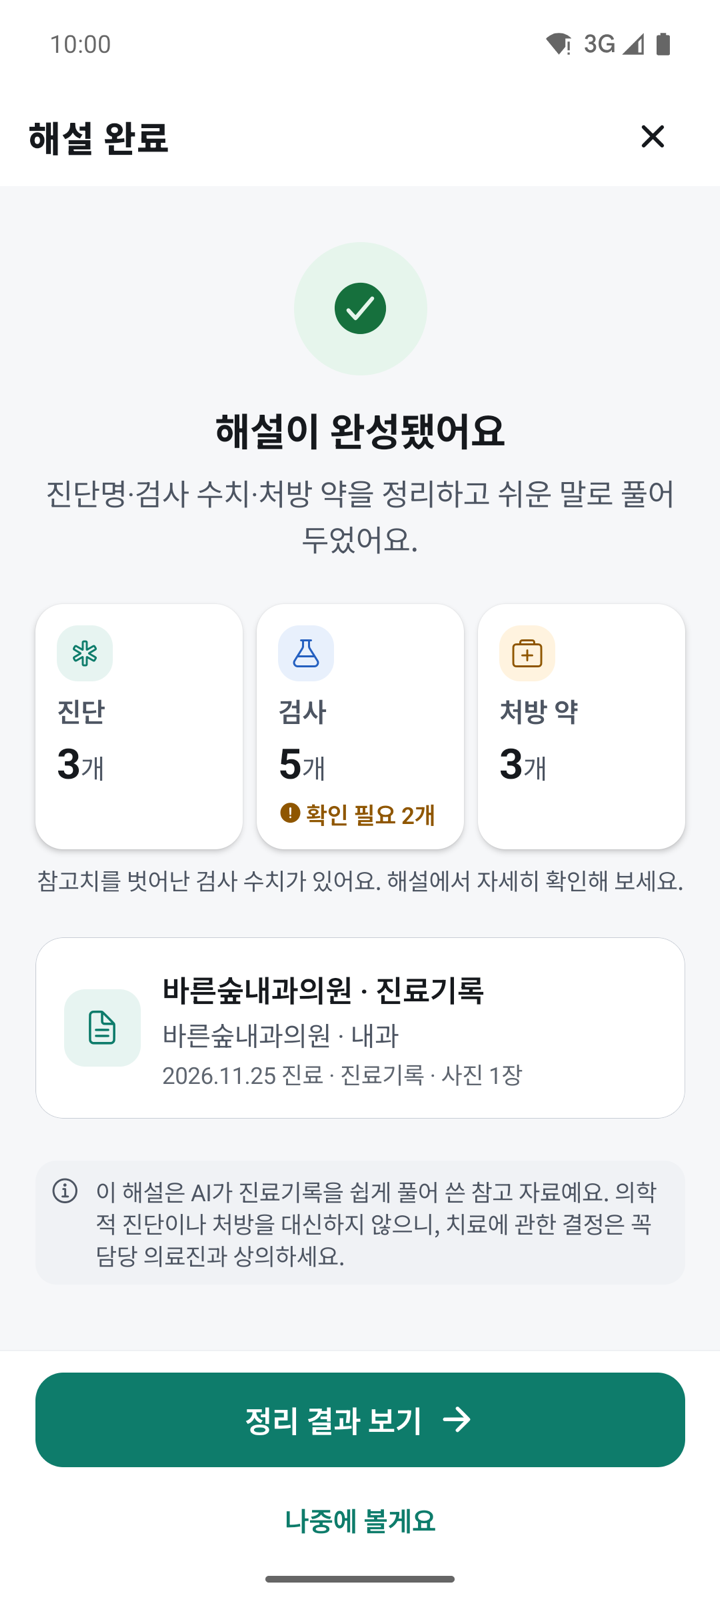 10:00
3G
해설 완료
해설이 완성됐어요
진단명·검사 수치·처방 약을 정리하고 쉬운 말로 풀어
두었어요.
진단
3개
검사
5개
확인 필요 2개
처방 약
3개
참고치를 벗어난 검사 수치가 있어요. 해설에서 자세히 확인해 보세요.
바른숲내과의원 · 진료기록
바른숲내과의원 · 내과
2026.11.25 진료 · 진료기록 · 사진 1장
이 해설은 AI가 진료기록을 쉽게 풀어 쓴 참고 자료예요. 의학
적 진단이나 처방을 대신하지 않으니, 치료에 관한 결정은 꼭
담당 의료진과 상의하세요.
정리 결과 보기
나중에 볼게요